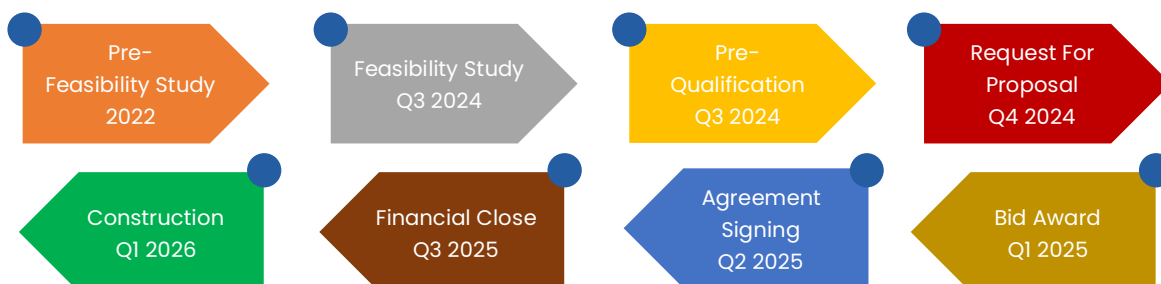 Pre-
Feasibility Study
2022
Feasibility Study
Q3 2024
Pre-
Qualification
Q3 2024
Request For
Proposal
Q4 2024
Construction
Q1 2026
Financial Close
Q3 2025
Agreement
Signing
Q2 2025
Bid Award
Q1 2025